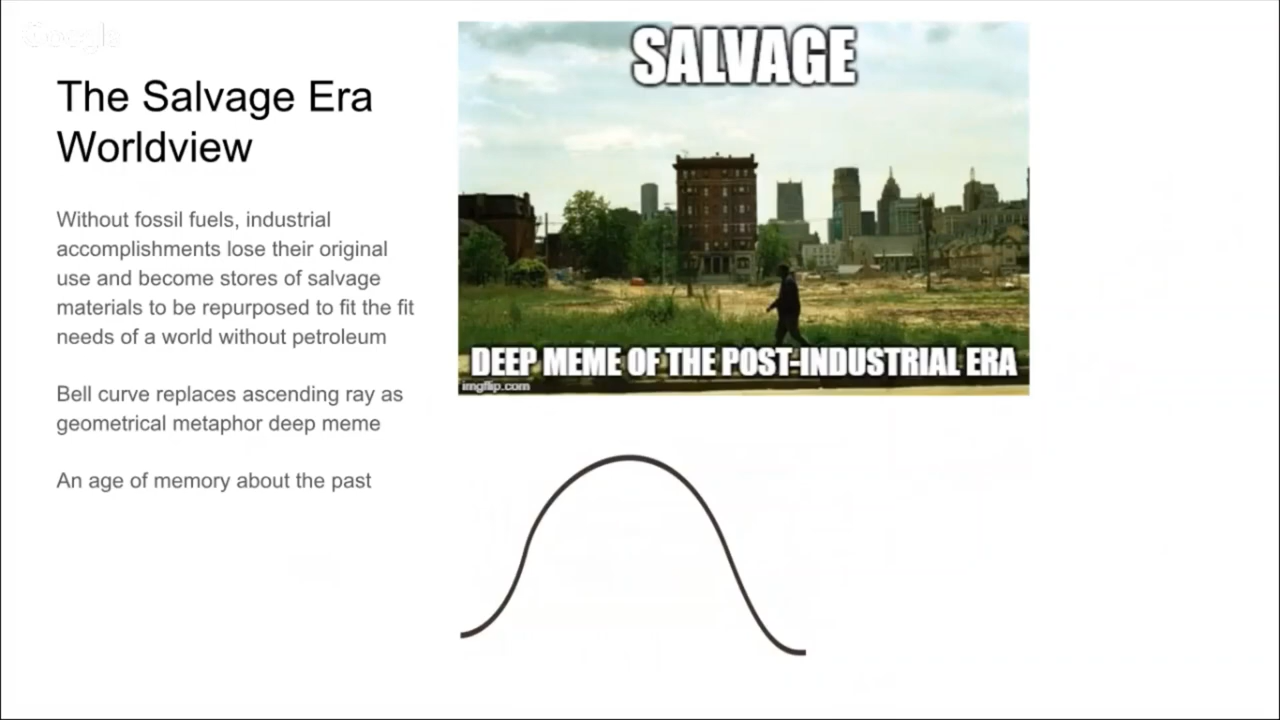 Google
The Salvage Era
Worldview
Without fossil fuels, industrial
accomplishments lose their original
use and become stores of salvage
materials to be repurposed to fit the fit
needs of a world without petroleum
Bell curve replaces ascending ray as
geometrical metaphor deep meme
An age of memory about the past
SALVAGE
DEEP MEME OF THE POST-INDUSTRIAL ERA
imgflip.com